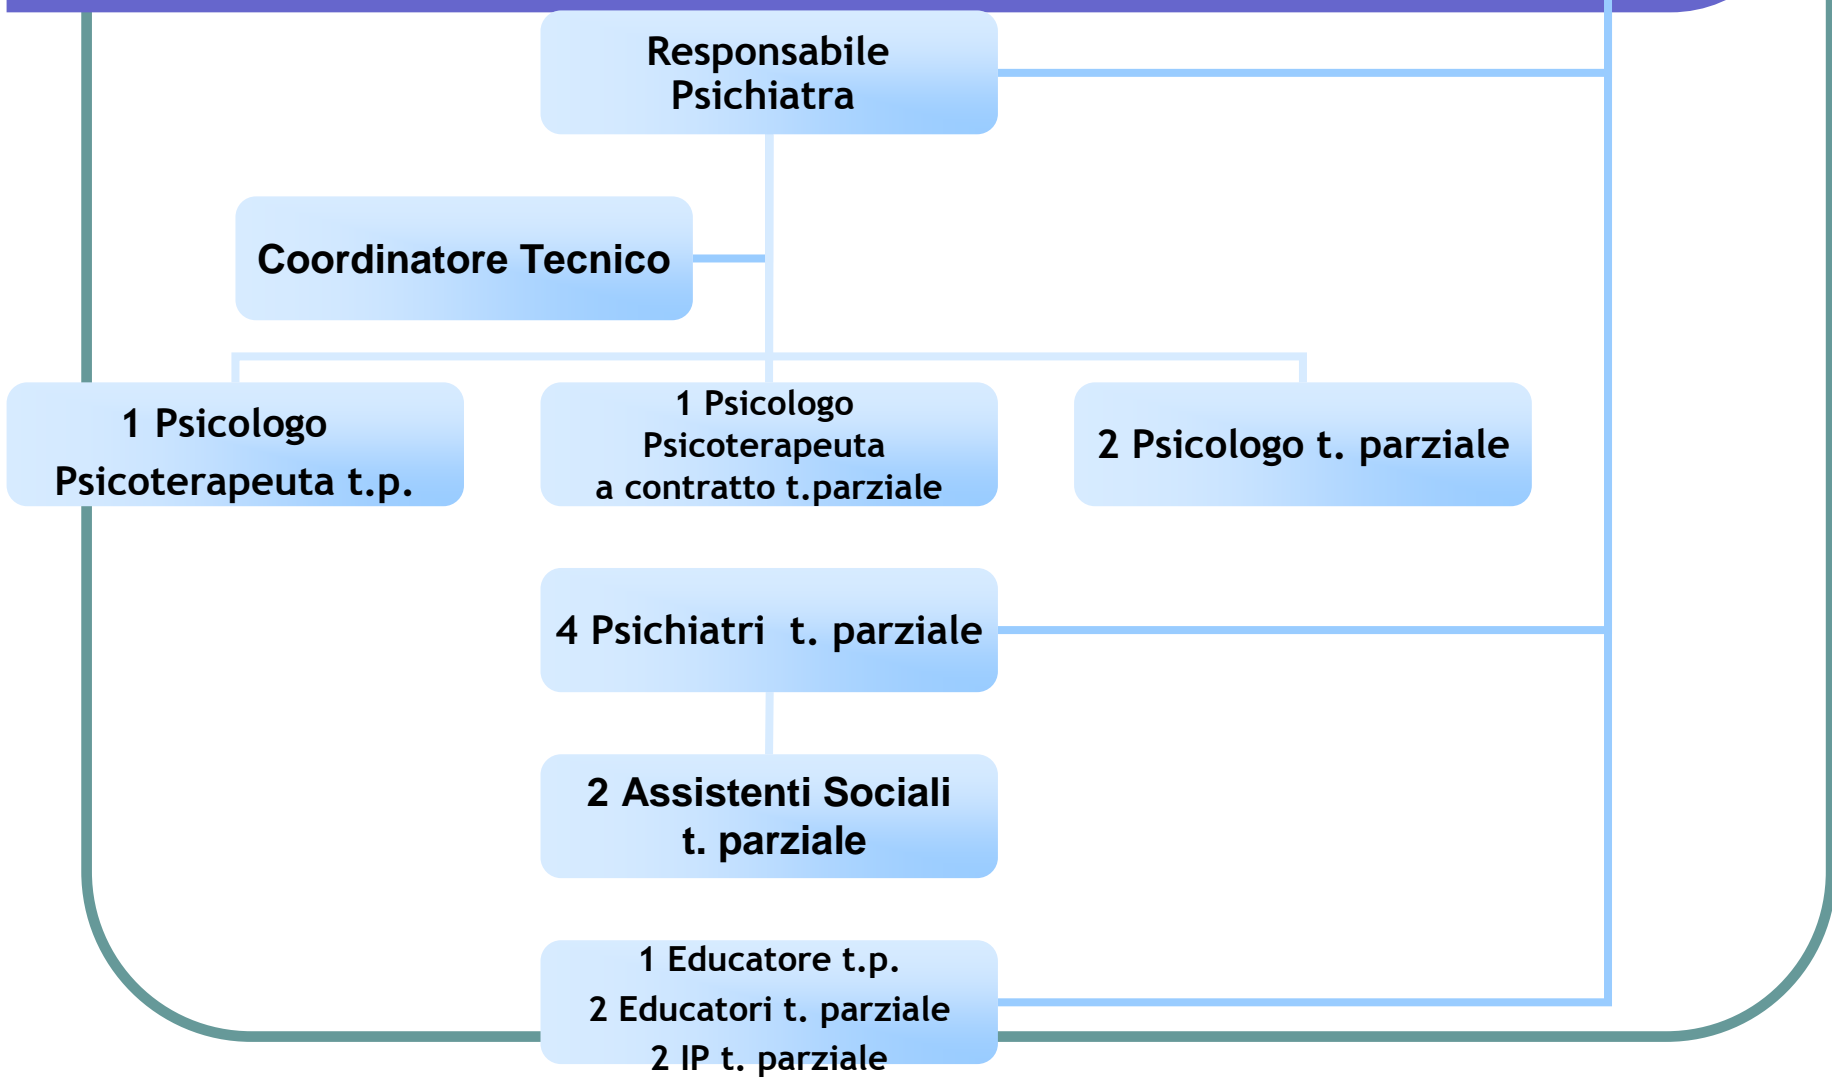 Responsabile
Psichiatra
Coordinatore Tecnico
1 Psicologo
Psicoterapeuta t.p.
1 Psicologo
Psicoterapeuta
a contratto t.parziale
2 Psicologo t. parziale
4 Psichiatri  t. parziale
2 Assistenti Sociali
t. parziale
1 Educatore t.p.
2 Educatori t. parziale
2 IP t. parziale